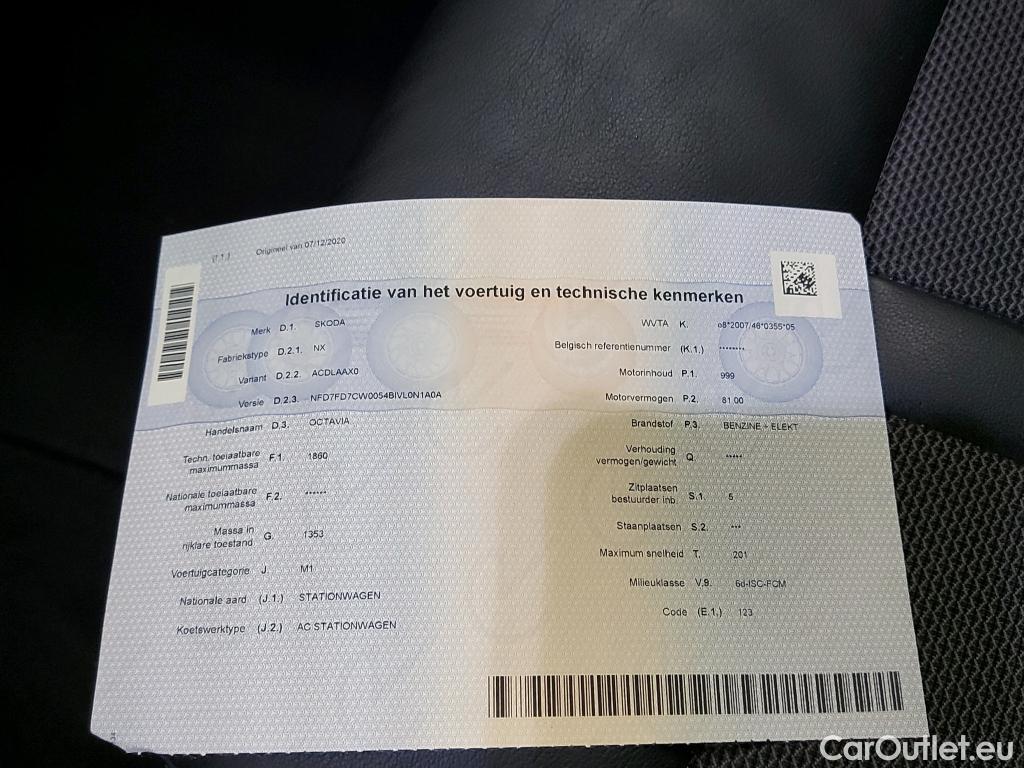 (T.1.) Origineel van 07/12/2020
Identificatie van het voertuig en technische kenmerken
Merk D.1. SKODA
Fabriekstype D.2.1. NX
Variant D.2.2. ACDLAAX0
Versie D.2.3. NFD7FD7CW0054BIVL0N1A0A
Handelsnaam D.3. OCTAVIA
Techn. toelaatbare
maximummassa F.1. 1860
Nationale toelaatbare
maximummassa F.2. ******
Massa in
rijklare toestand G. 1353
Voertuigcategorie J. M1
Nationale aard (J.1.) STATIONWAGEN
Koetswerktype (J.2.) AC STATIONWAGEN
WVTA K. e8*2007/46*0355*05
Belgisch referentienummer (K.1.) ********
Motorinhoud P.1. 999
Motorvermogen P.2. 81.00
Brandstof P.3. BENZINE + ELEKT
Verhouding
vermogen/gewicht Q. *****
Zitplaatsen
bestuurder inb. S.1. 5
Staanplaatsen S.2. ***
Maximum snelheid T. 201
Milieuklasse V.9. 6d-ISC-FCM
Code (E.1.) 123
CarOutlet.eu